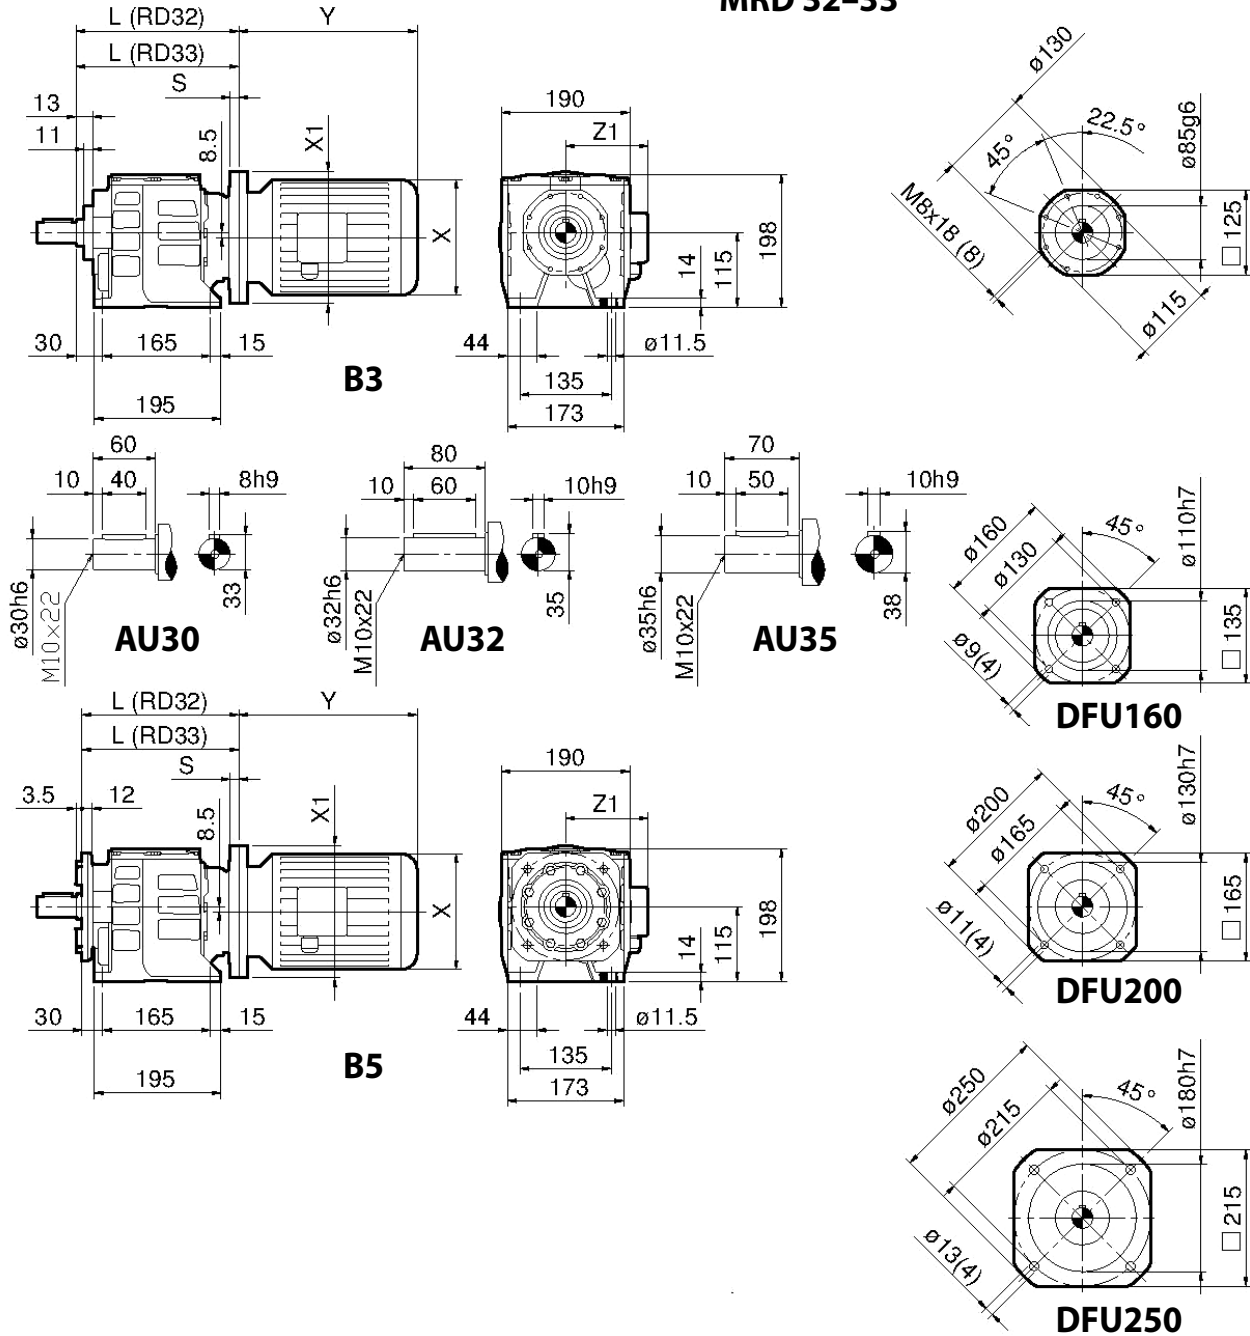 MRD 32–33
L (RD32) Y
L (RD33)
S
13
11
8.5
X1
X
30 165 15
195
B3
190
Z1
14
115
198
44 ø11.5
135
173
ø130
45° 22.5°
ø85g6
M8x18 (8)
□ 125
ø115
60
10 40 8h9
ø30h6
M10x22
33
AU30
80
10 60 10h9
ø32h6
M10x22
35
AU32
70
10 50 10h9
ø35h6
M10x22
38
AU35
ø160
ø130
45°
ø110h7
ø9(4)
□ 135
DFU160
L (RD32) Y
L (RD33)
S
3.5 12
8.5
X1
X
30 165 15
195
B5
190
Z1
14
115
198
44 ø11.5
135
173
ø200
ø165
45°
ø130h7
ø11(4)
□ 165
DFU200
ø250
ø215
45°
ø180h7
ø13(4)
□ 215
DFU250